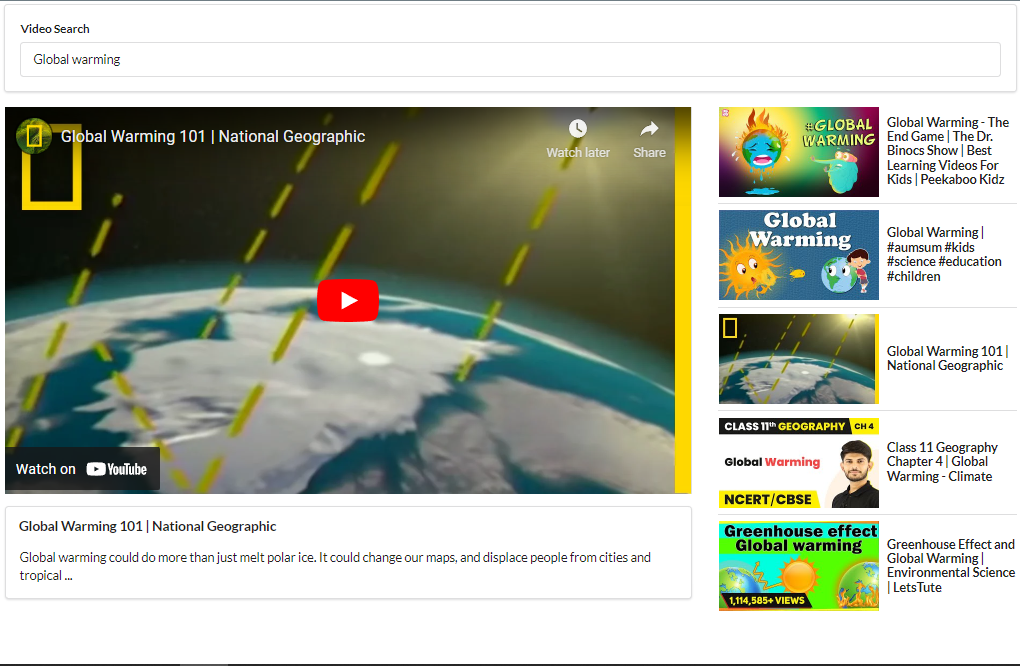 Video Search
Global warming
Global Warming 101 | National Geographic
Watch later
Share
Watch on YouTube
Global Warming 101 | National Geographic
Global warming could do more than just melt polar ice. It could change our maps, and displace people from cities and
tropical ...
#GLOBAL
WARMING
Global Warming - The
End Game | The Dr.
Binocs Show | Best
Learning Videos For
Kids | Peekaboo Kidz
Global
Warming
Global Warming |
#aumsum #kids
#science #education
#children
Global Warming 101 |
National Geographic
CLASS 11th GEOGRAPHY CH 4
Global Warming
NCERT/CBSE
Class 11 Geography
Chapter 4 | Global
Warming - Climate
Greenhouse effect
Global warming
1,114,585+ VIEWS
Greenhouse Effect and
Global Warming |
Environmental Science
| LetsTute